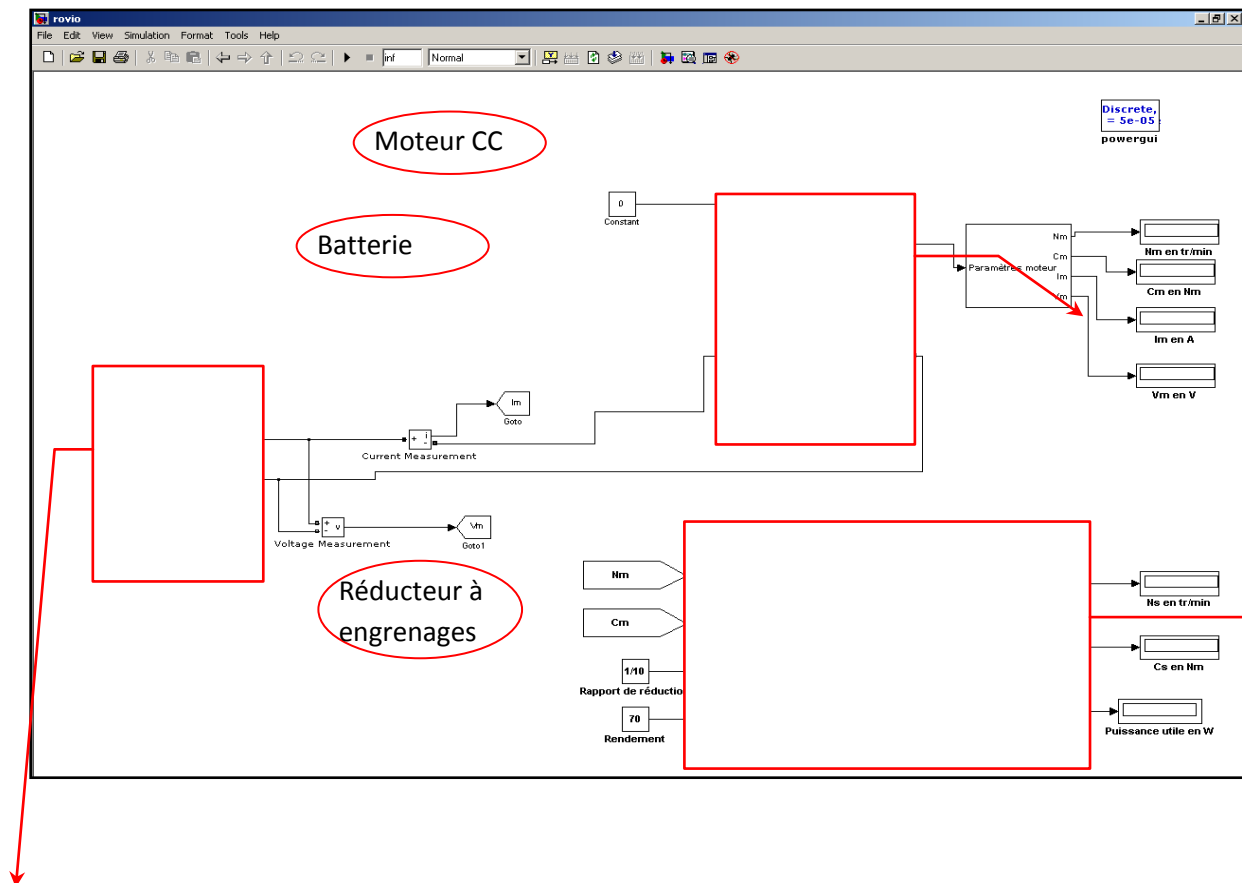 rovio
File Edit View Simulation Format Tools Help
inf Normal
Moteur CC
Discrete,
= 5e-05
powergui
Batterie
0
Constant
Paramètres moteur
Nm
Cm
Im
Vm
Nm en tr/min
Cm en Nm
Im en A
Vm en V
Im
Goto
+ i
-
Current Measurement
+
- v
Voltage Measurement
Vm
Goto1
Réducteur à
engrenages
Nm
Cm
1/10
Rapport de réductio
70
Rendement
Ns en tr/min
Cs en Nm
Puissance utile en W